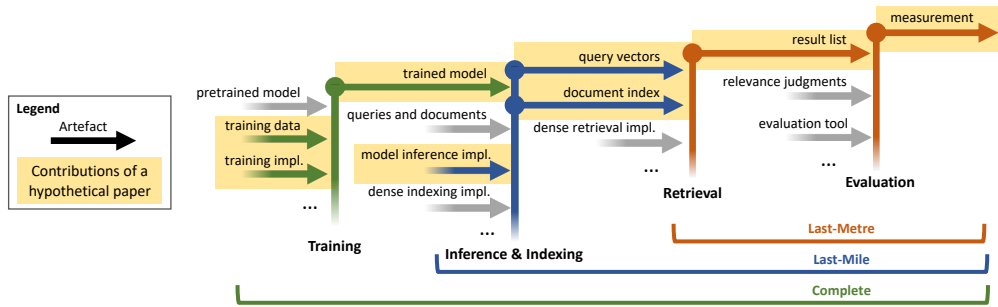 Legend
Artefact
Contributions of a
hypothetical paper
pretrained model
training data
training impl.
...
Training
trained model
queries and documents
model inference impl.
dense indexing impl.
...
Inference & Indexing
query vectors
document index
dense retrieval impl.
...
Retrieval
result list
relevance judgments
evaluation tool
...
Evaluation
measurement
Last-Metre
Last-Mile
Complete